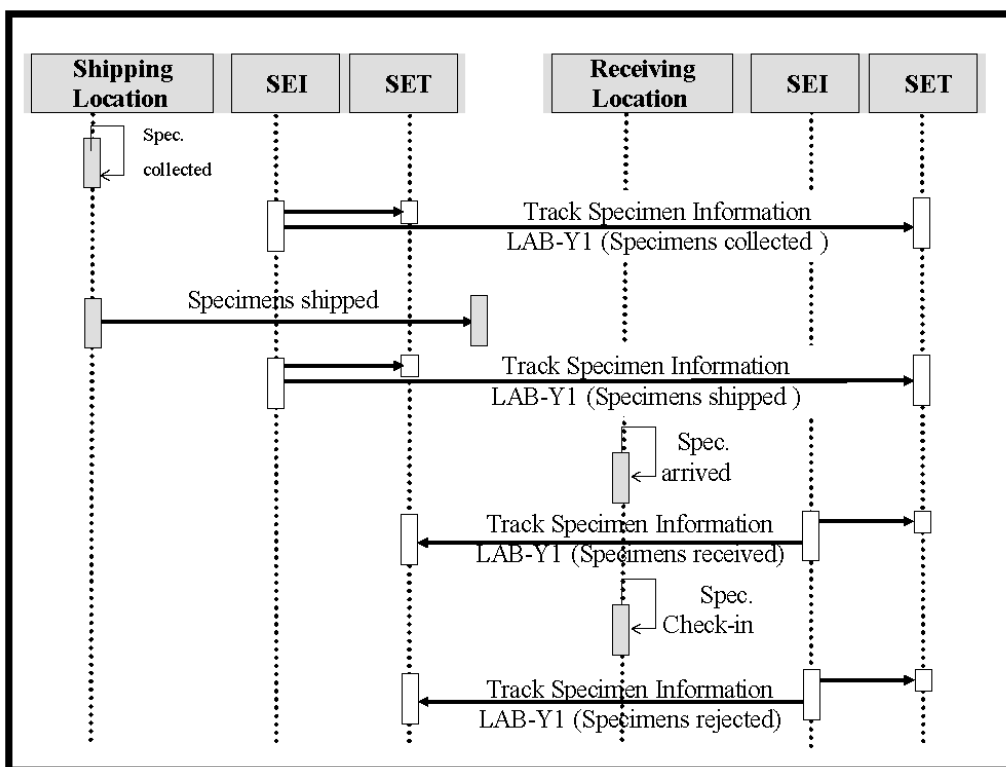 Shipping
Location
SEI
SET
Receiving
Location
SEI
SET
Spec.
collected
Track Specimen Information
LAB-Y1 (Specimens collected )
Specimens shipped
Track Specimen Information
LAB-Y1 (Specimens shipped )
Spec.
arrived
Track Specimen Information
LAB-Y1 (Specimens received)
Spec.
Check-in
Track Specimen Information
LAB-Y1 (Specimens rejected)